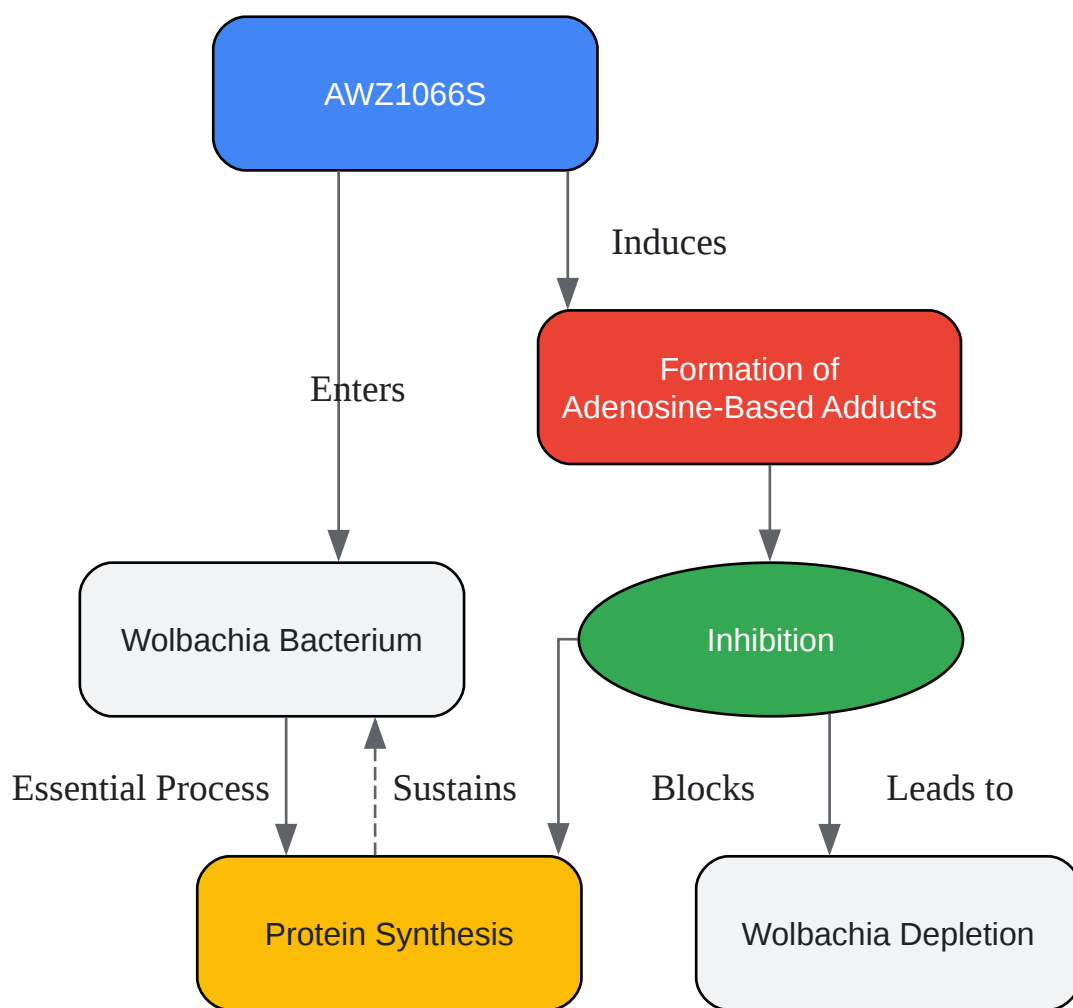 AWZ1066S
Induces
Formation of
Adenosine-Based Adducts
Enters
Wolbachia Bacterium
Inhibition
Essential Process
Sustains
Blocks
Leads to
Protein Synthesis
Wolbachia Depletion